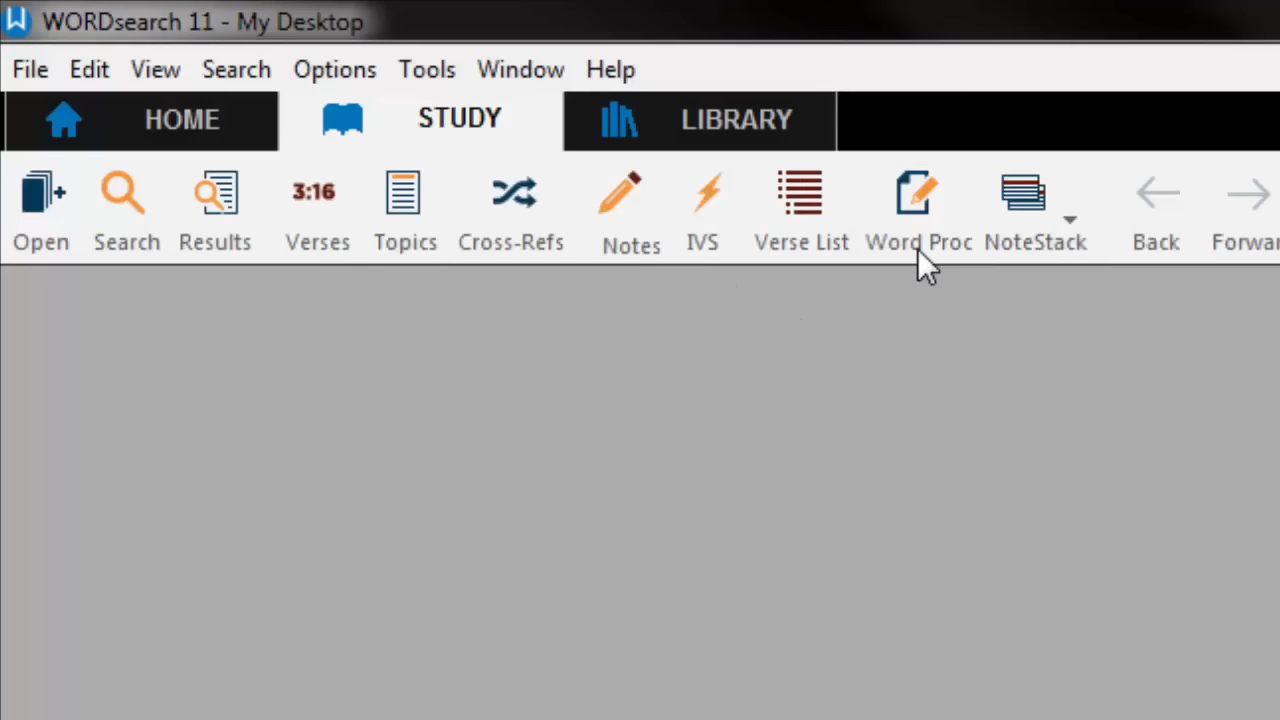 WORDsearch 11 - My Desktop
File Edit View Search Options Tools Window Help
HOME STUDY LIBRARY
3:16
Open Search Results Verses Topics Cross-Refs Notes IVS Verse List Word Proc NoteStack Back Forwar